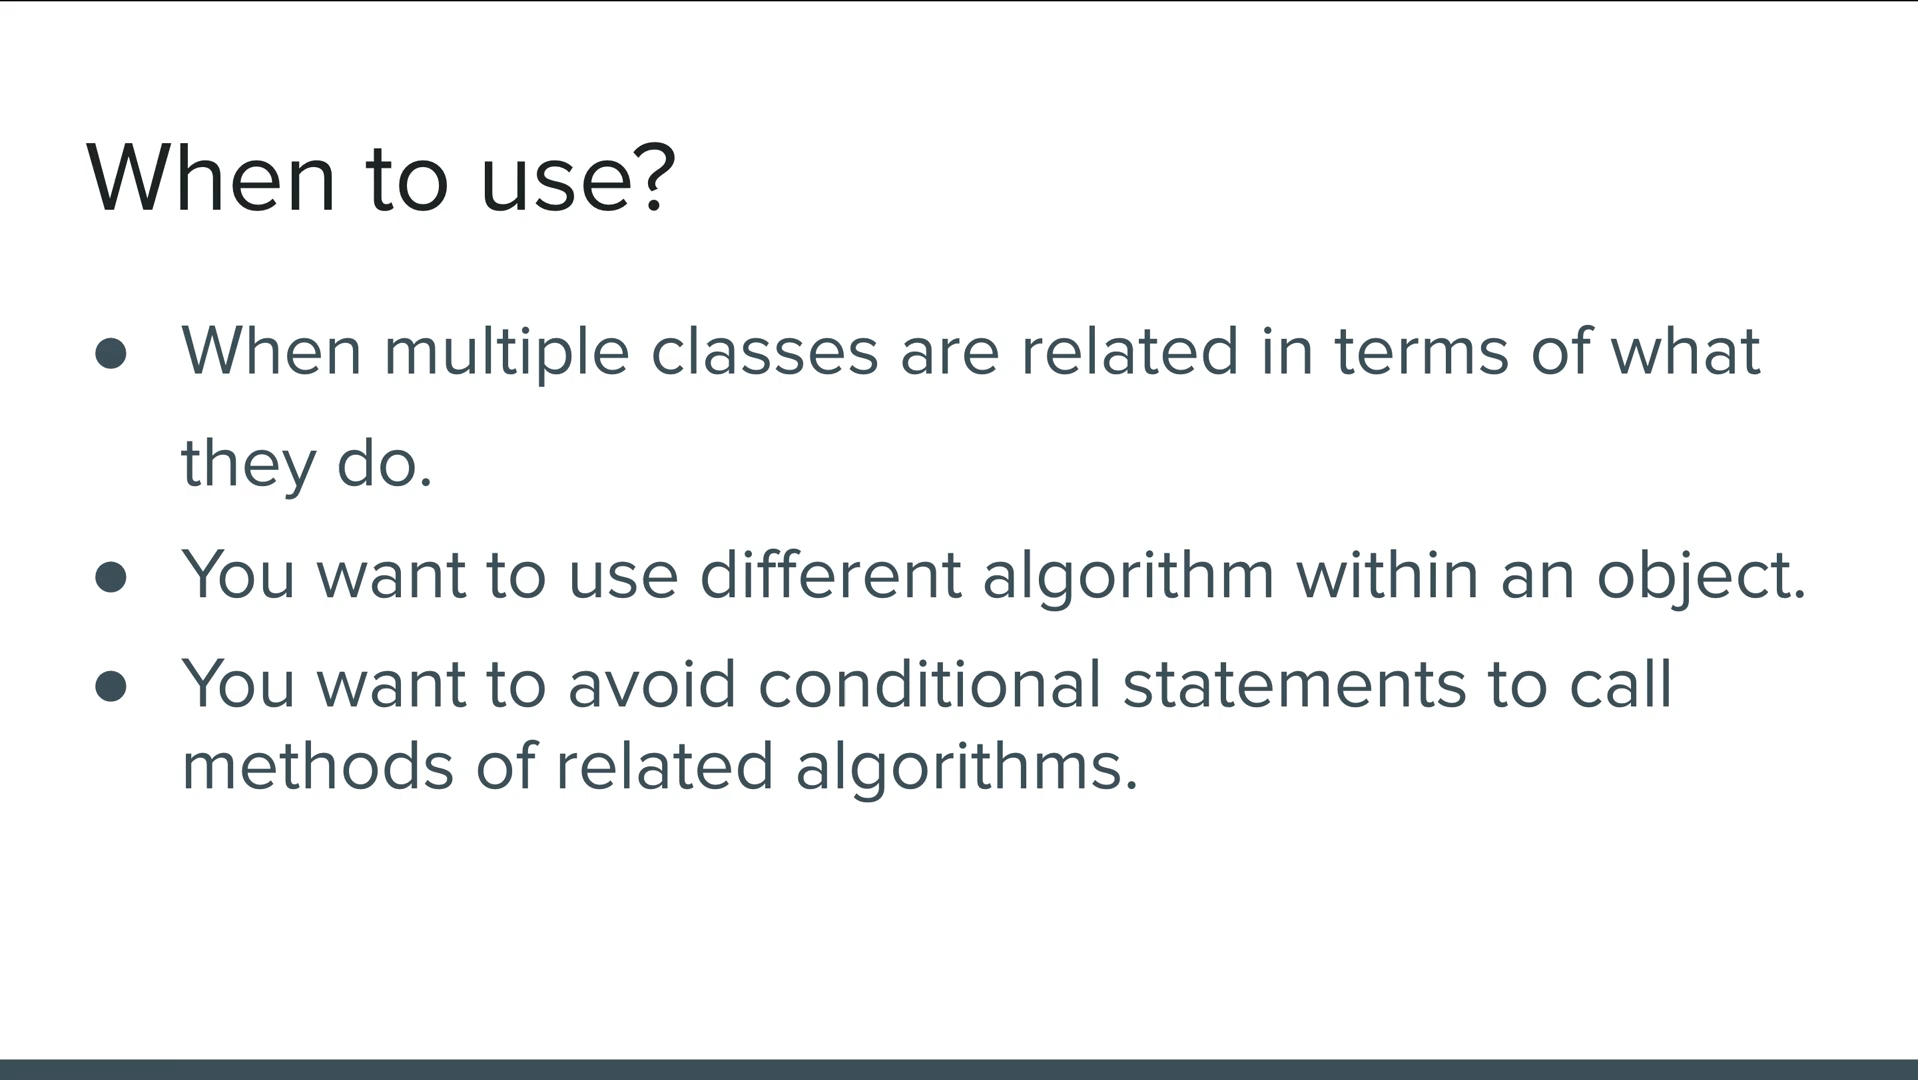 When to use?
● When multiple classes are related in terms of what
they do.
● You want to use different algorithm within an object.
● You want to avoid conditional statements to call
methods of related algorithms.